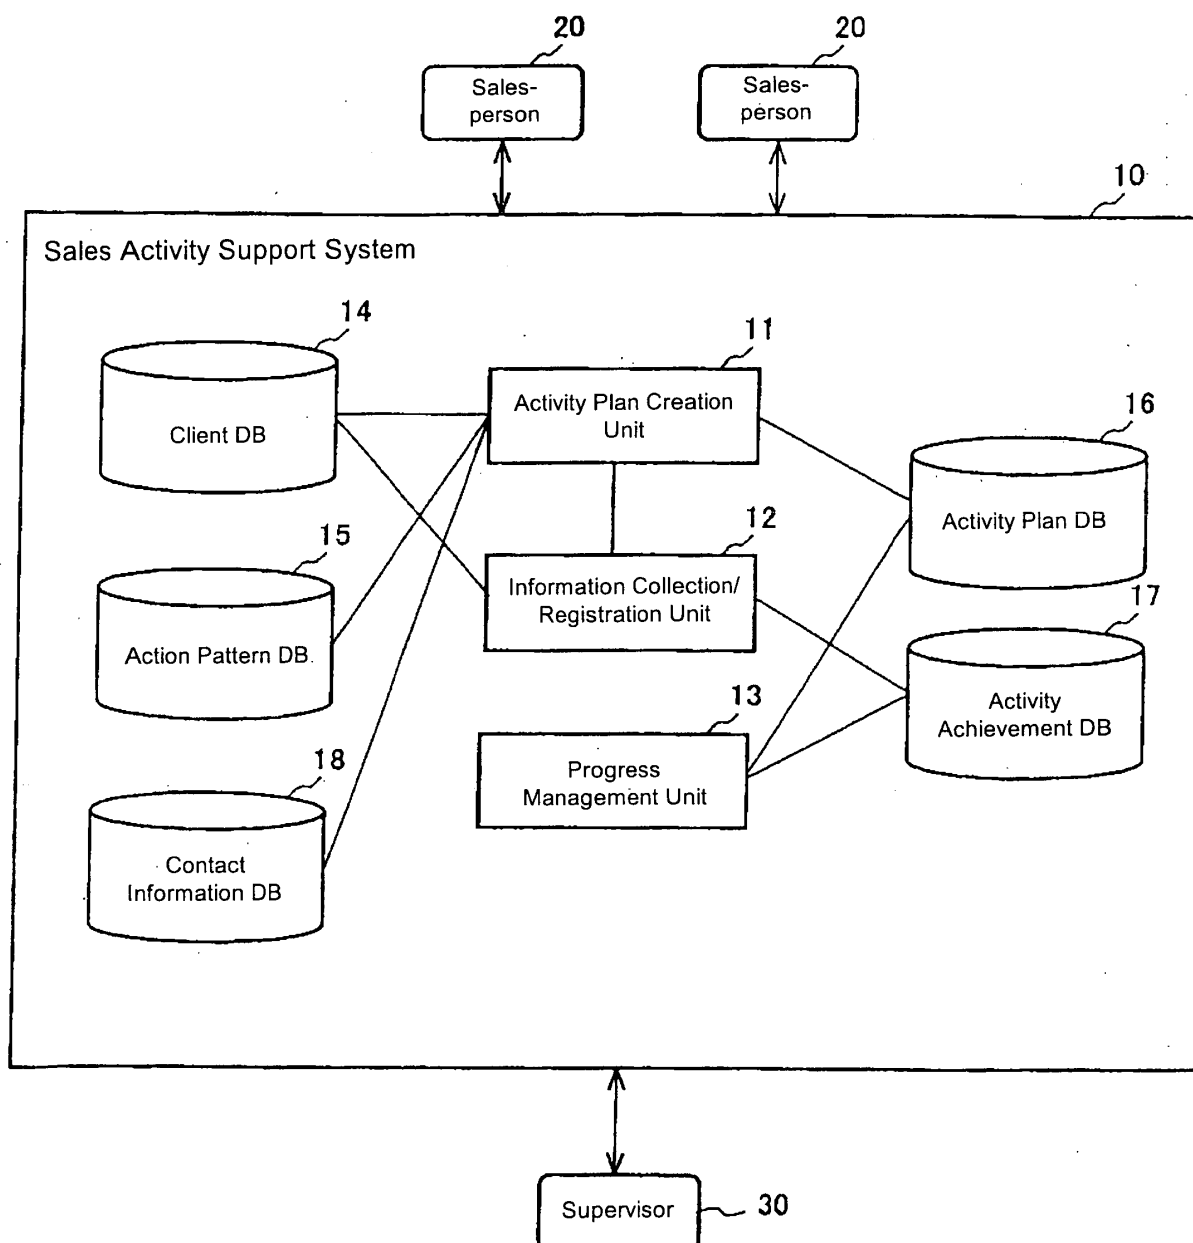 20
20
Sales-
person
Sales-
person
10
Sales Activity Support System
14
11
Client DB
Activity Plan Creation
Unit
16
Activity Plan DB
15
12
Action Pattern DB.
Information Collection/
Registration Unit
17
Activity
Achievement DB
13
Progress
Management Unit
18
Contact
Information DB
Supervisor
30